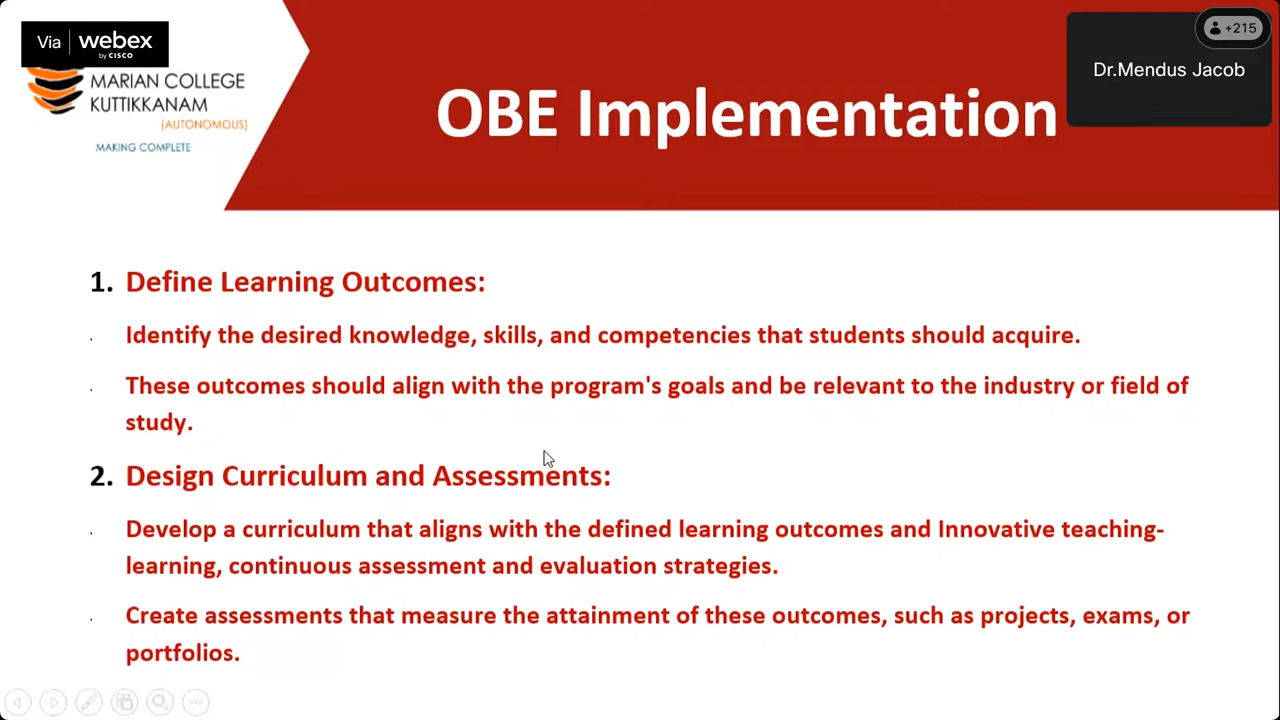 Via webex
by CISCO
+215
Dr.Mendus Jacob
MARIAN COLLEGE
KUTTIKKANAM
(AUTONOMOUS)
MAKING COMPLETE
OBE Implementation
1. Define Learning Outcomes:
· Identify the desired knowledge, skills, and competencies that students should acquire.
· These outcomes should align with the program's goals and be relevant to the industry or field of
study.
2. Design Curriculum and Assessments:
· Develop a curriculum that aligns with the defined learning outcomes and Innovative teaching-
learning, continuous assessment and evaluation strategies.
· Create assessments that measure the attainment of these outcomes, such as projects, exams, or
portfolios.